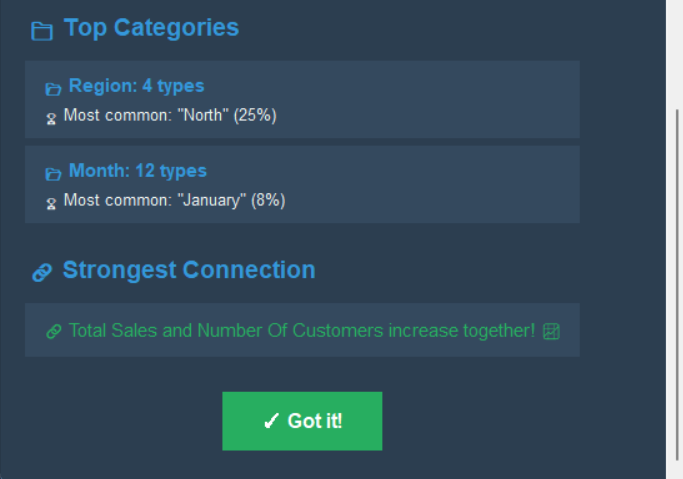 Top Categories
Region: 4 types
Most common: "North" (25%)
Month: 12 types
Most common: "January" (8%)
Strongest Connection
Total Sales and Number Of Customers increase together!
✓ Got it!